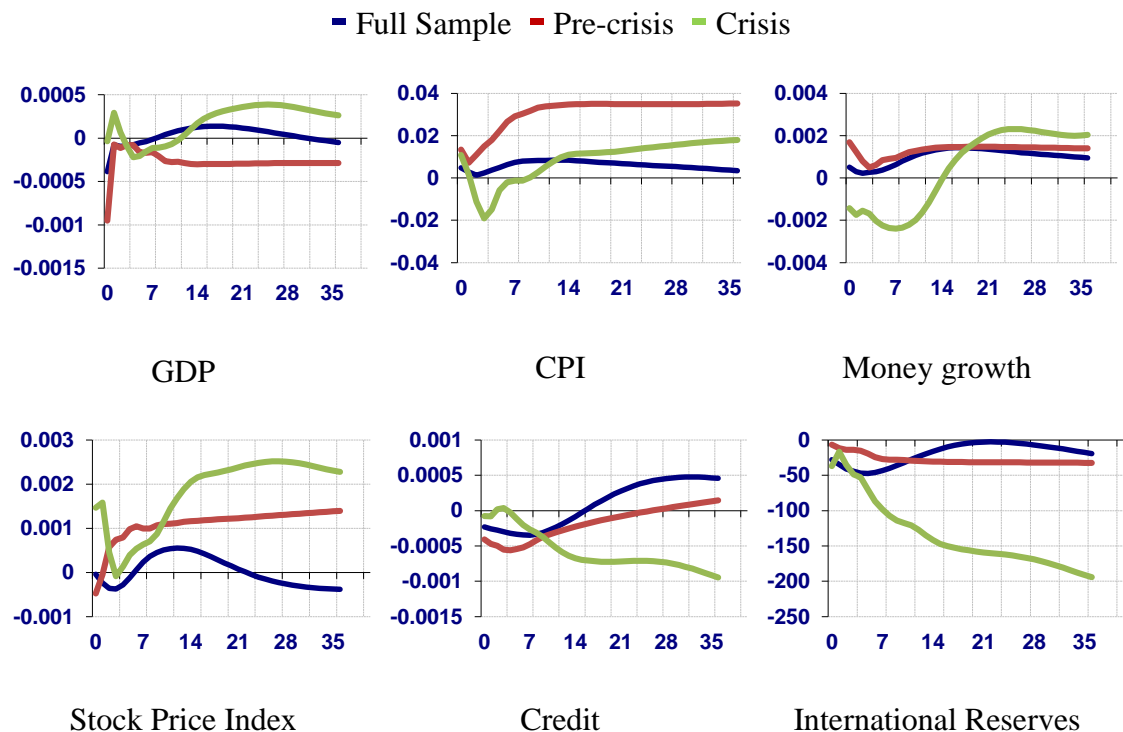 Full Sample Pre-crisis Crisis
0.0005
0
-0.0005
-0.001
-0.0015
0 7 14 21 28 35
GDP
0.04
0.02
0
-0.02
-0.04
0 7 14 21 28 35
CPI
0.004
0.002
0
-0.002
-0.004
0 7 14 21 28 35
Money growth
0.003
0.002
0.001
0
-0.001
0 7 14 21 28 35
Stock Price Index
0.001
0.0005
0
-0.0005
-0.001
-0.0015
0 7 14 21 28 35
Credit
0
-50
-100
-150
-200
-250
0 7 14 21 28 35
International Reserves